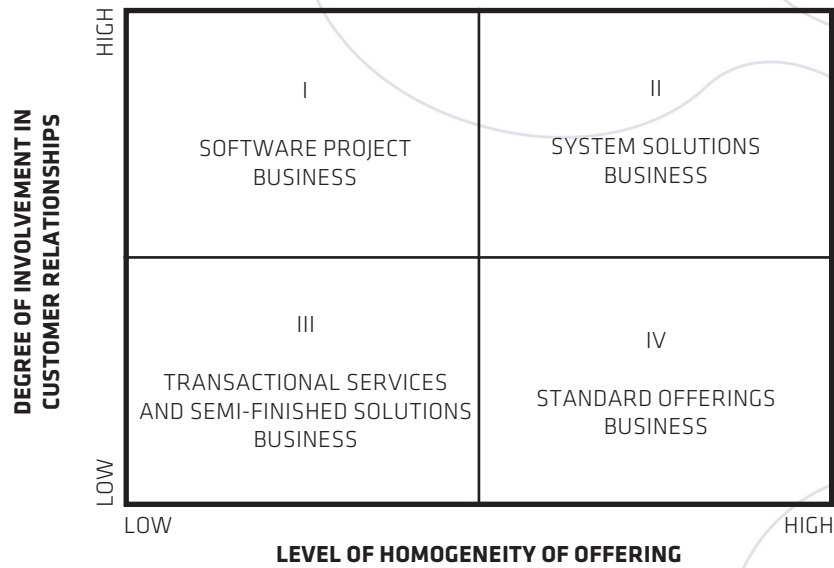 HIGH
DEGREE OF INVOLVEMENT IN
CUSTOMER RELATIONSHIPS
LOW
I
SOFTWARE PROJECT
BUSINESS
II
SYSTEM SOLUTIONS
BUSINESS
III
TRANSACTIONAL SERVICES
AND SEMI-FINISHED SOLUTIONS
BUSINESS
IV
STANDARD OFFERINGS
BUSINESS
LOW
HIGH
LEVEL OF HOMOGENEITY OF OFFERING